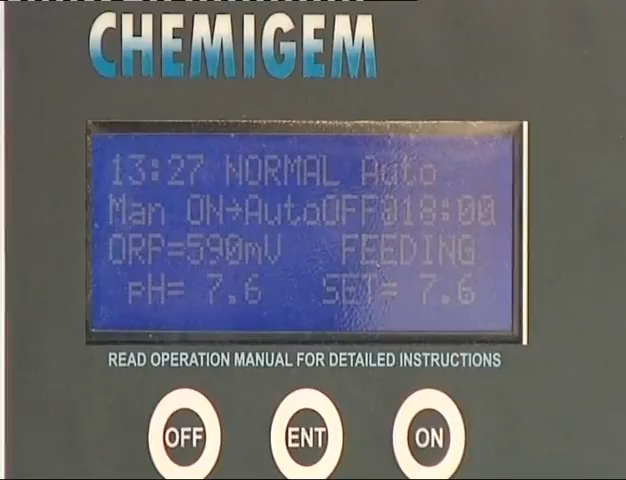 CHEMIGEM
13:27 NORMAL Auto
Man ON→AutoOFF@18:00
ORP=590mV FEEDING
pH= 7.6 SET= 7.6
READ OPERATION MANUAL FOR DETAILED INSTRUCTIONS
OFF ENT ON